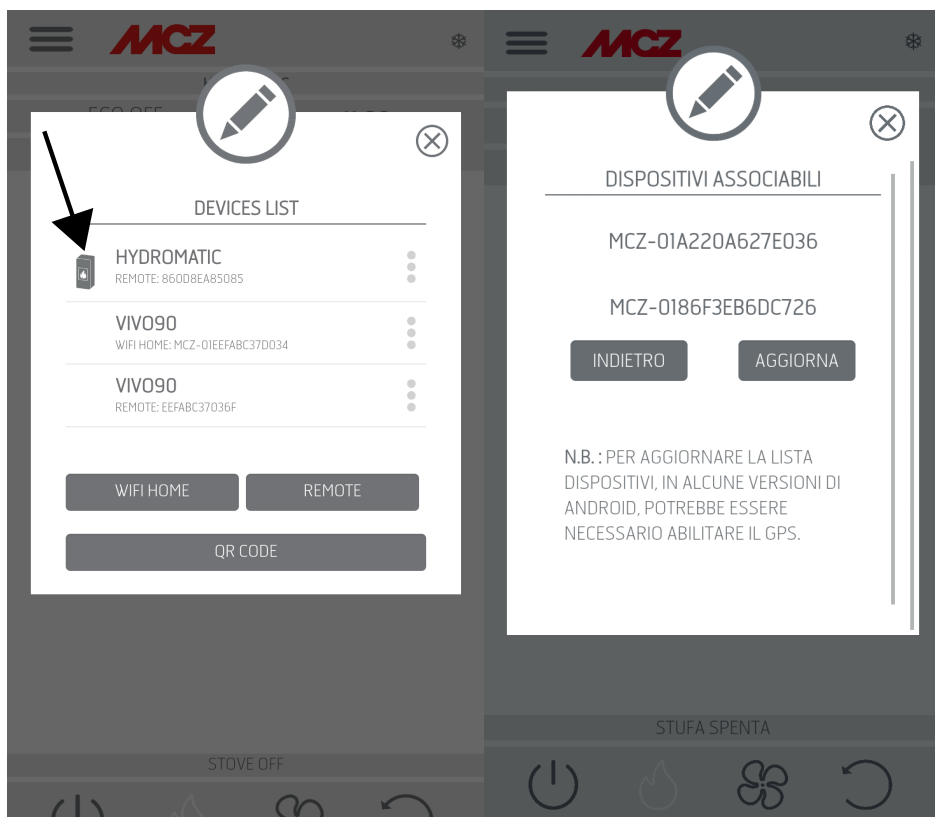 MCZ
ECO OFF
DEVICES LIST
HYDROMATIC
REMOTE: 860D8EA85085
VIVO90
WIFI HOME: MCZ-01EEFABC37D034
VIVO90
REMOTE: EEFABC37036F
WIFI HOME
REMOTE
QR CODE
STOVE OFF
MCZ
DISPOSITIVI ASSOCIABILI
MCZ-01A220A627E036
MCZ-0186F3EB6DC726
INDIETRO
AGGIORNA
N.B. : PER AGGIORNARE LA LISTA
DISPOSITIVI, IN ALCUNE VERSIONI DI
ANDROID, POTREBBE ESSERE
NECESSARIO ABILITARE IL GPS.
STUFA SPENTA